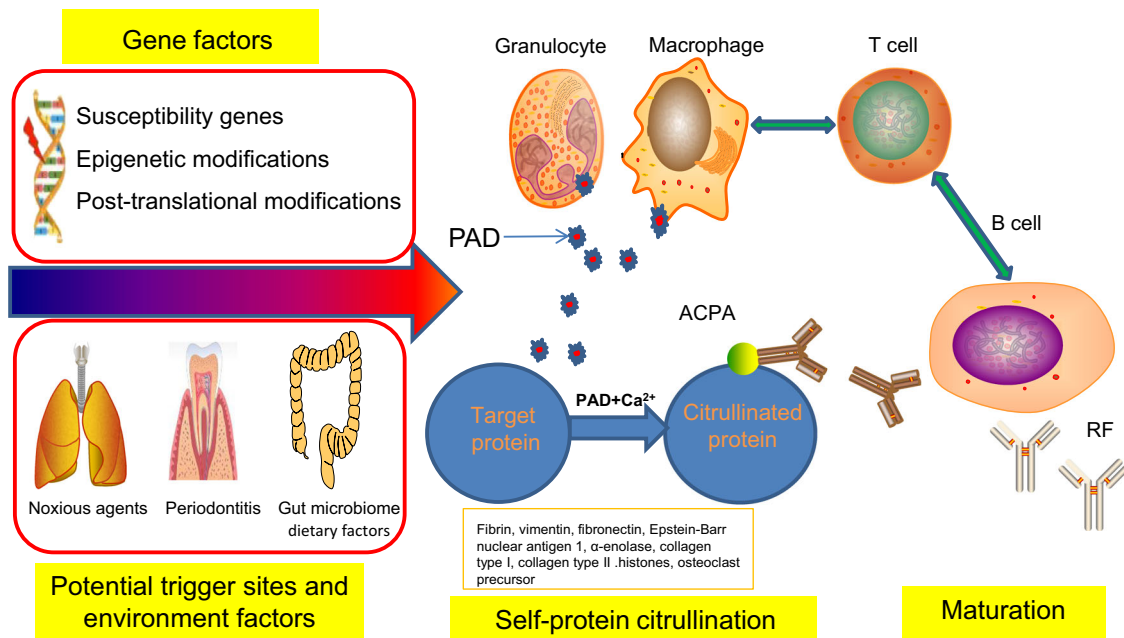 Gene factors
Susceptibility genes
Epigenetic modifications
Post-translational modifications
Noxious agents
Periodontitis
Gut microbiome
dietary factors
Potential trigger sites and
environment factors
Granulocyte
Macrophage
T cell
PAD
B cell
ACPA
Target
protein
PAD+Ca²⁺
Citrullinated
protein
RF
Fibrin, vimentin, fibronectin, Epstein-Barr
nuclear antigen 1, α-enolase, collagen
type I, collagen type II .histones, osteoclast
precursor
Self-protein citrullination
Maturation